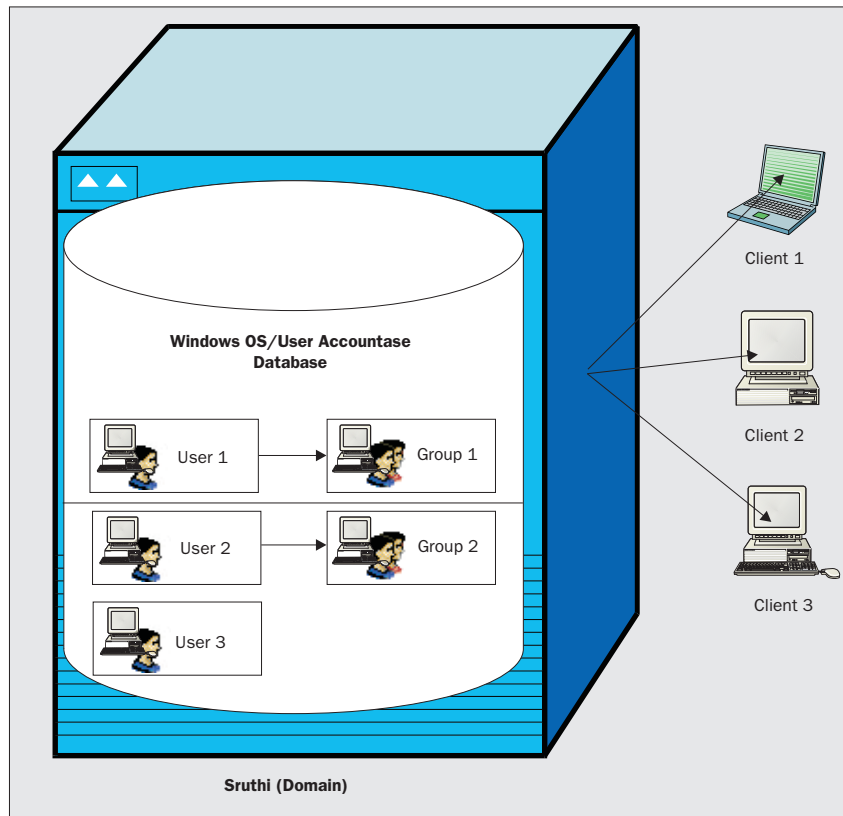 Windows OS/User Accountase
Database
User 1
Group 1
User 2
Group 2
User 3
Client 1
Client 2
Client 3
Sruthi (Domain)